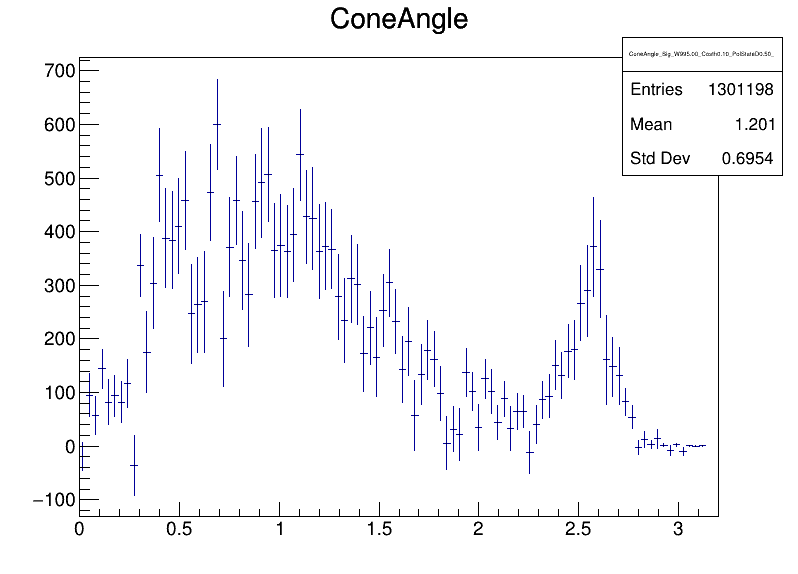 ConeAngle
ConeAngle_Sig_W995.00_Costh0.10_PolStateD0.50_
Entries 1301198
Mean 1.201
Std Dev 0.6954
700
600
500
400
300
200
100
0
−100
0 0.5 1 1.5 2 2.5 3